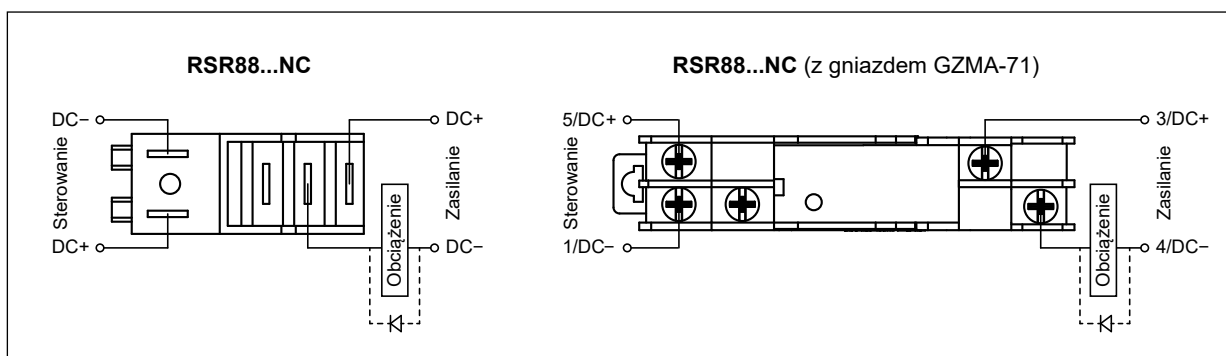 RSR88...NC
DC−
DC+
Sterowanie
Zasilanie
Obciążenie
DC+
DC−
RSR88...NC (z gniazdem GZMA-71)
5/DC+
3/DC+
Sterowanie
Zasilanie
Obciążenie
1/DC−
4/DC−